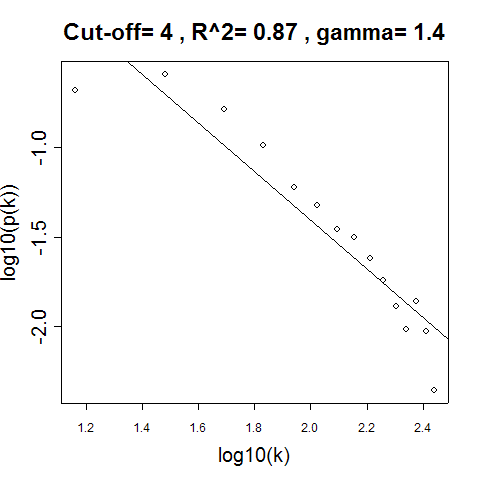 Cut-off= 4 , R^2= 0.87 , gamma= 1.4
log10(p(k))
-1.0
-1.5
-2.0
1.2 1.4 1.6 1.8 2.0 2.2 2.4
log10(k)